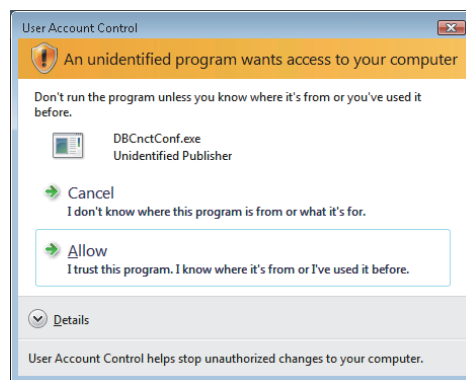 User Account Control
An unidentified program wants access to your computer
Don't run the program unless you know where it's from or you've used it
before.
DBCnctConf.exe
Unidentified Publisher
Cancel
I don't know where this program is from or what it's for.
Allow
I trust this program. I know where it's from or I've used it before.
Details
User Account Control helps stop unauthorized changes to your computer.